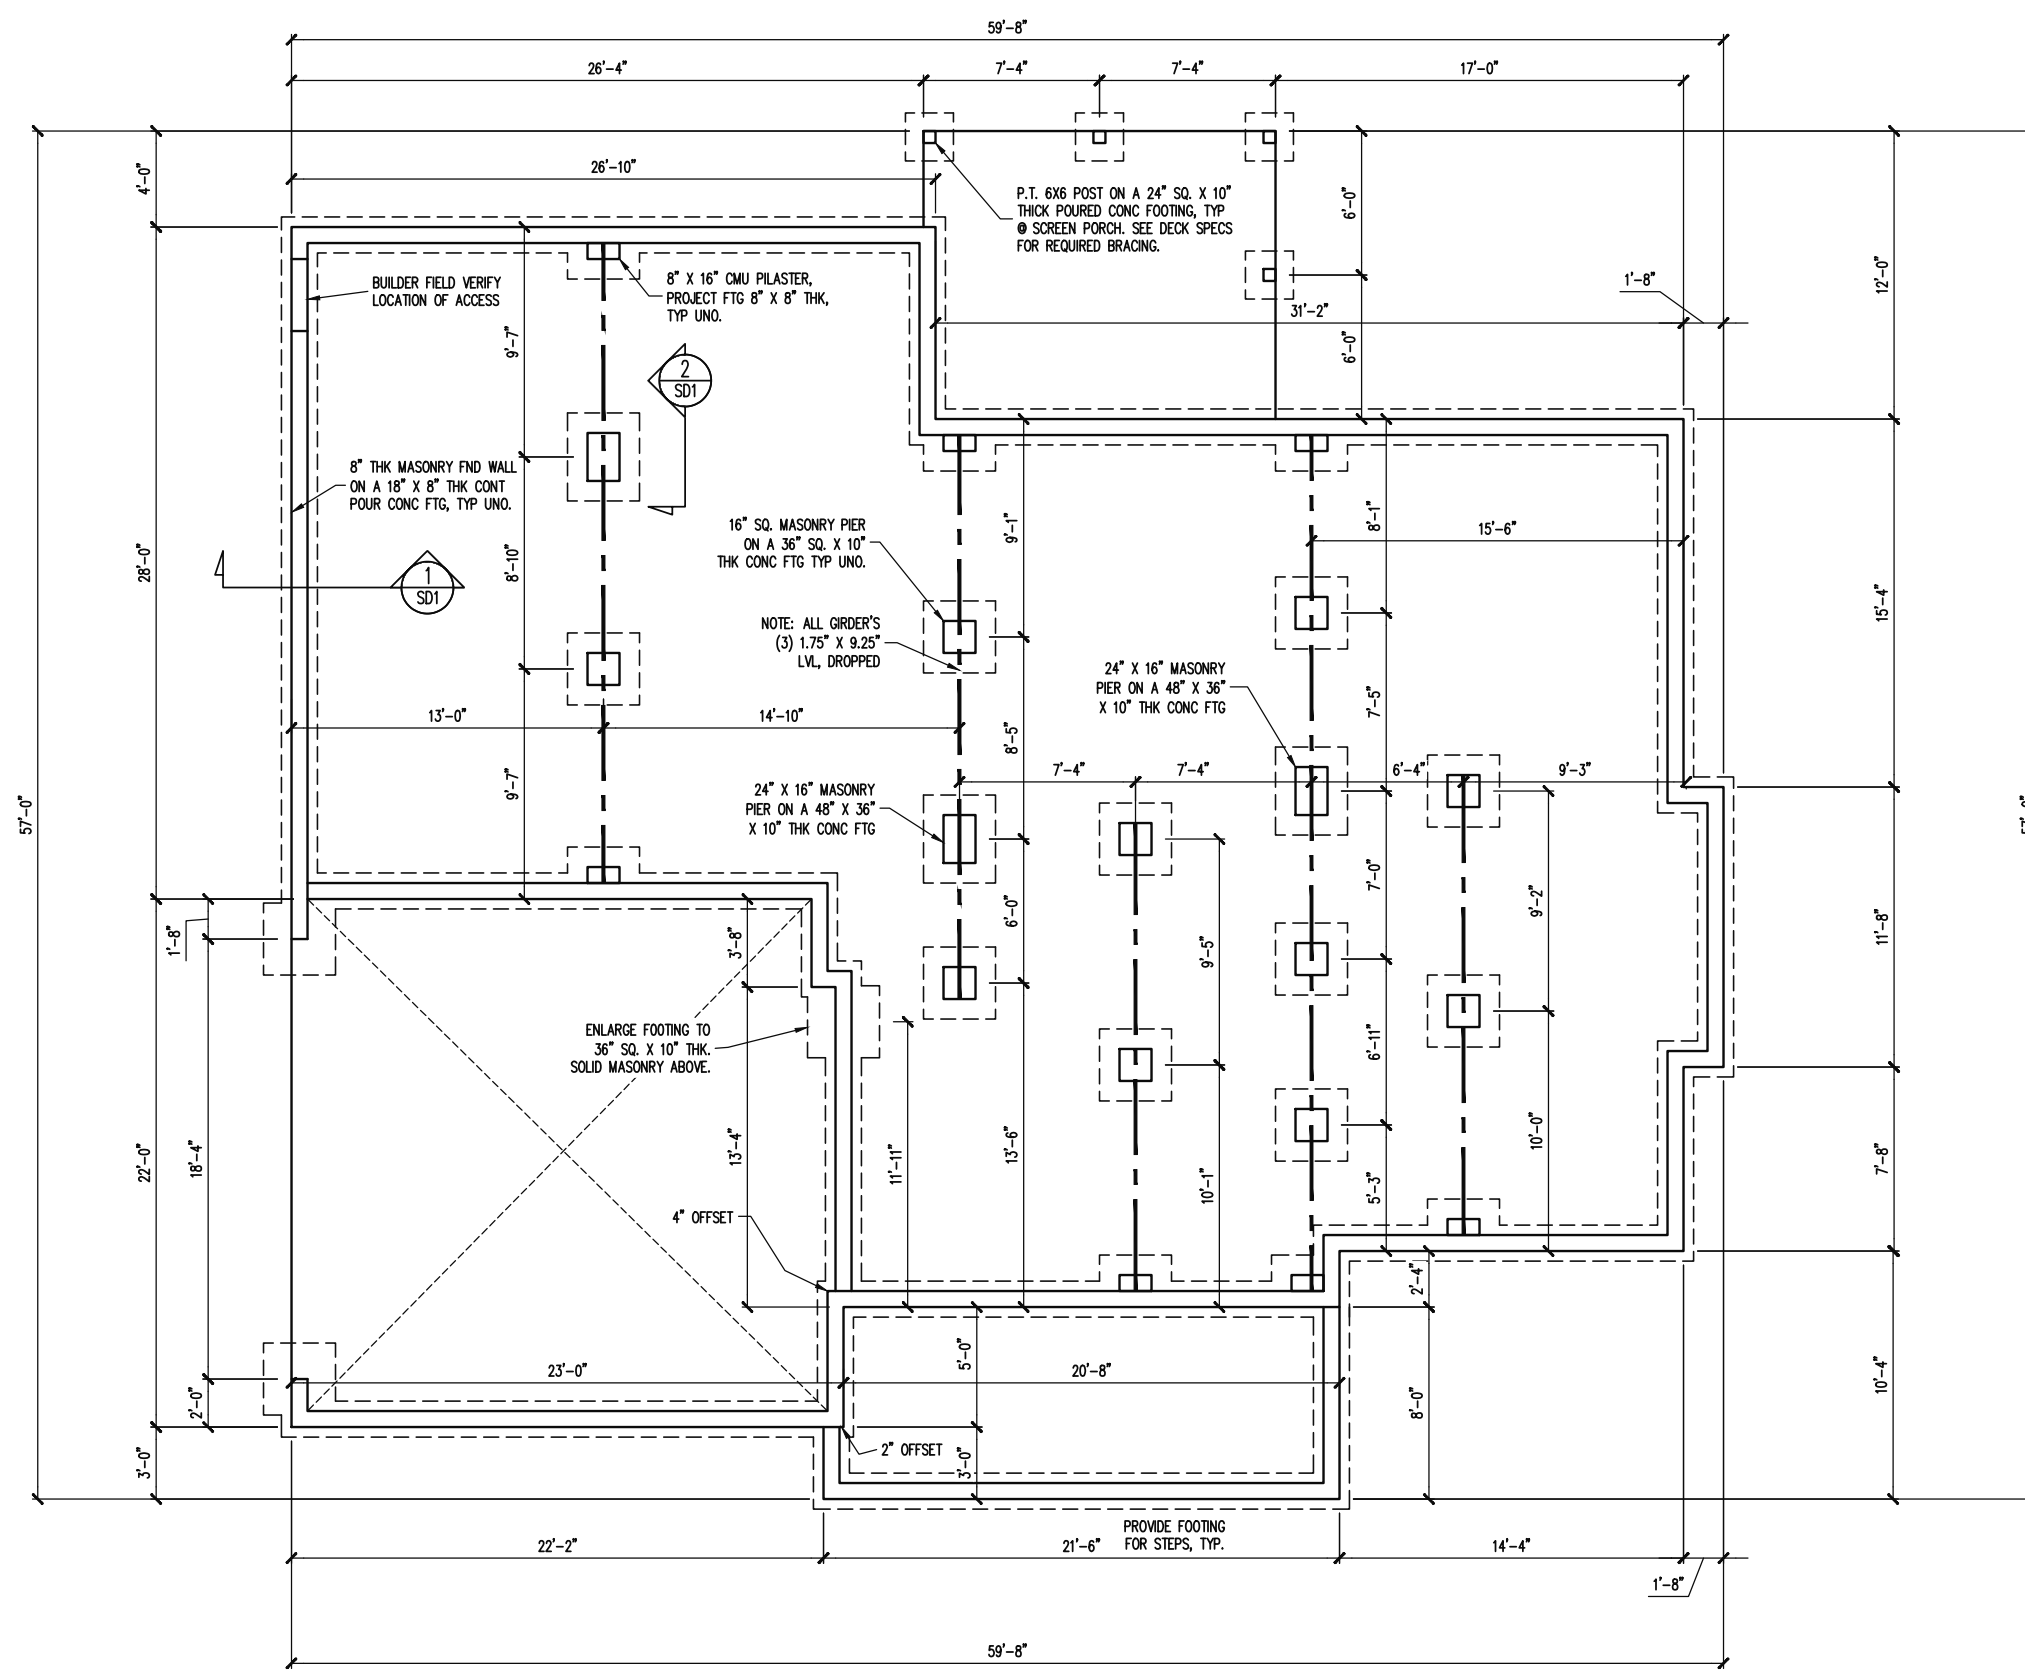 59'-8"
26'-4"
7'-4"
7'-4"
17'-0"
26'-10"
4'-0"
6'-0"
12'-0"
P.T. 6X6 POST ON A 24" SQ. X 10"
THICK POURED CONC FOOTING, TYP
@ SCREEN PORCH. SEE DECK SPECS
FOR REQUIRED BRACING.
BUILDER FIELD VERIFY
LOCATION OF ACCESS
8" X 16" CMU PILASTER,
PROJECT FTG 8" X 8" THK,
TYP UNO.
1'-8"
31'-2"
9'-7"
6'-0"
2
SD1
8" THK MASONRY FND WALL
ON A 18" X 8" THK CONT
POUR CONC FTG, TYP UNO.
16" SQ. MASONRY PIER
ON A 36" SQ. X 10"
THK CONC FTG TYP UNO.
9'-1"
8'-1"
15'-6"
28'-0"
8'-10"
1
SD1
15'-4"
NOTE: ALL GIRDER'S
(3) 1.75" X 9.25"
LVL, DROPPED
24" X 16" MASONRY
PIER ON A 48" X 36"
X 10" THK CONC FTG
7'-5"
13'-0"
14'-10"
8'-5"
7'-4"
7'-4"
6'-4"
9'-3"
9'-7"
24" X 16" MASONRY
PIER ON A 48" X 36"
X 10" THK CONC FTG
57'-0"
7'-0"
9'-2"
6'-0"
11'-8"
1'-8"
3'-8"
9'-5"
ENLARGE FOOTING TO
36" SQ. X 10" THK.
SOLID MASONRY ABOVE.
6'-11"
22'-0"
18'-4"
13'-4"
11'-11"
13'-6"
10'-1"
5'-3"
10'-0"
7'-8"
4" OFFSET
2'-4"
5'-0"
23'-0"
20'-8"
2'-0"
8'-0"
10'-4"
3'-0"
2" OFFSET
3'-0"
PROVIDE FOOTING
FOR STEPS, TYP.
22'-2"
21'-6"
14'-4"
1'-8"
59'-8"